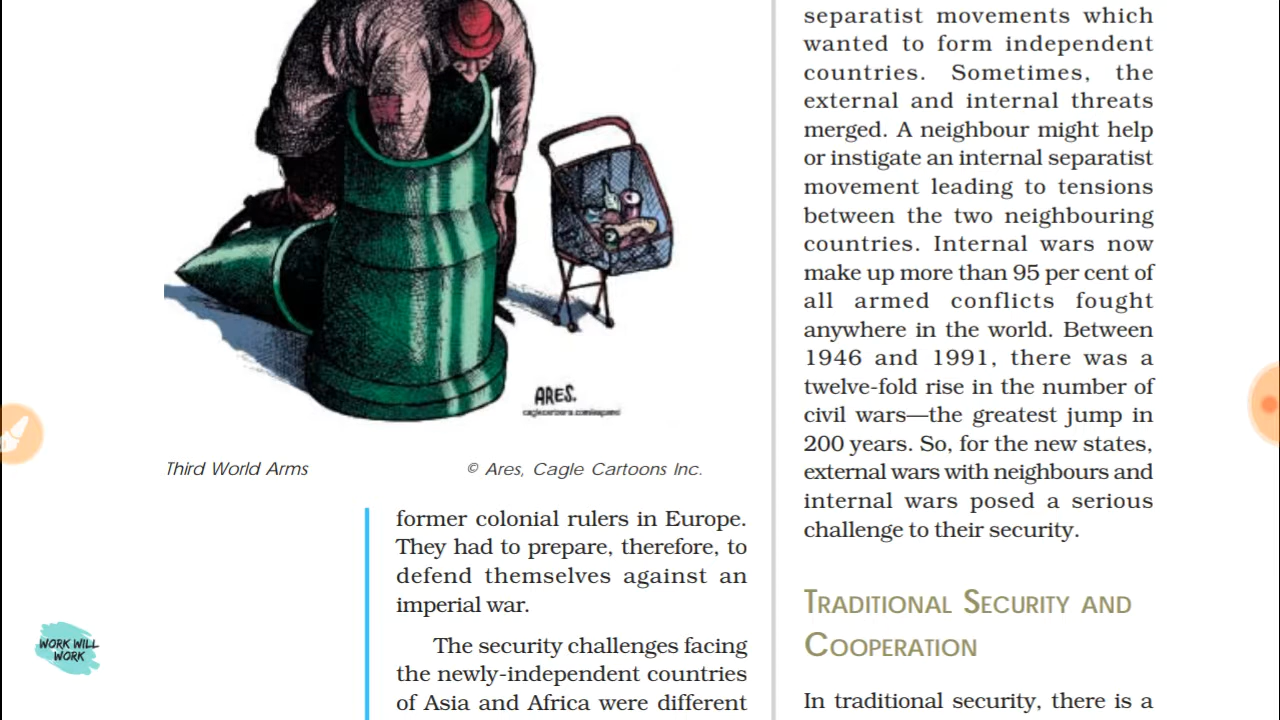 ARES.
Third World Arms
© Ares, Cagle Cartoons Inc.
former colonial rulers in Europe.
They had to prepare, therefore, to
defend themselves against an
imperial war.
The security challenges facing
the newly-independent countries
of Asia and Africa were different
separatist movements which
wanted to form independent
countries. Sometimes, the
external and internal threats
merged. A neighbour might help
or instigate an internal separatist
movement leading to tensions
between the two neighbouring
countries. Internal wars now
make up more than 95 per cent of
all armed conflicts fought
anywhere in the world. Between
1946 and 1991, there was a
twelve-fold rise in the number of
civil wars—the greatest jump in
200 years. So, for the new states,
external wars with neighbours and
internal wars posed a serious
challenge to their security.
TRADITIONAL SECURITY AND
COOPERATION
In traditional security, there is a
WORK WILL
WORK